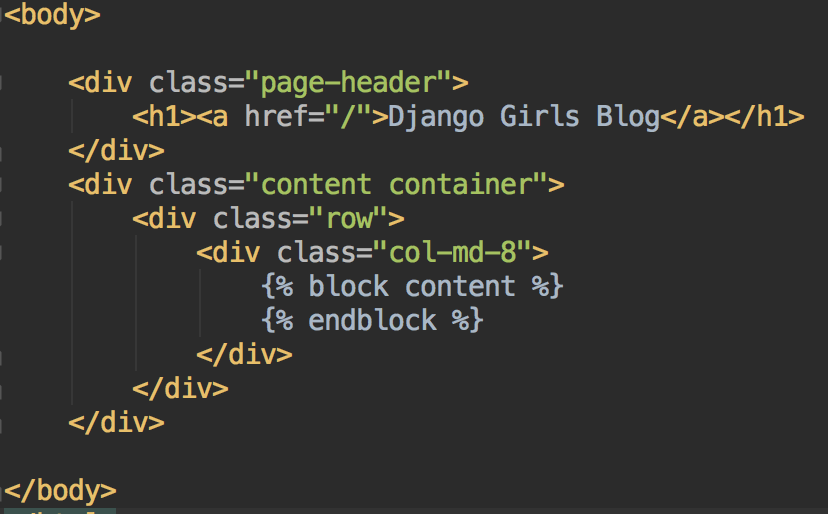 <body>
<div class="page-header">
<h1><a href="/">Django Girls Blog</a></h1>
</div>
<div class="content container">
<div class="row">
<div class="col-md-8">
{% block content %}
{% endblock %}
</div>
</div>
</div>
</body>